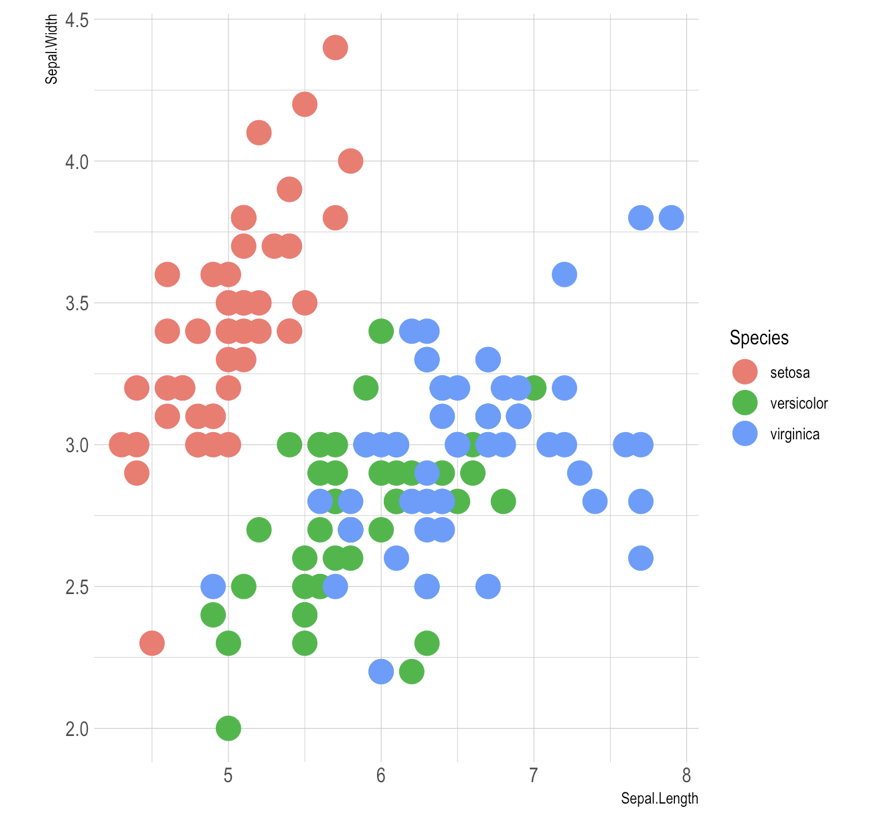 Sepal.Width
4.5
4.0
3.5
3.0
2.5
2.0
5 6 7 8
Sepal.Length
Species
setosa
versicolor
virginica